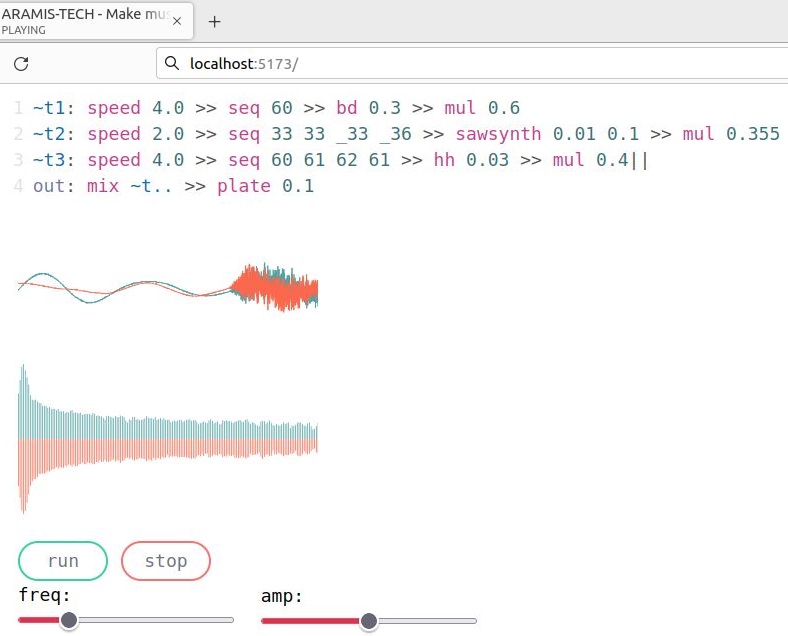 ARAMIS-TECH - Make mus
PLAYING
localhost:5173/
1 ~t1: speed 4.0 >> seq 60 >> bd 0.3 >> mul 0.6
2 ~t2: speed 2.0 >> seq 33 33 _33 _36 >> sawsynth 0.01 0.1 >> mul 0.355
3 ~t3: speed 4.0 >> seq 60 61 62 61 >> hh 0.03 >> mul 0.4||
4 out: mix ~t.. >> plate 0.1
run stop
freq: amp: